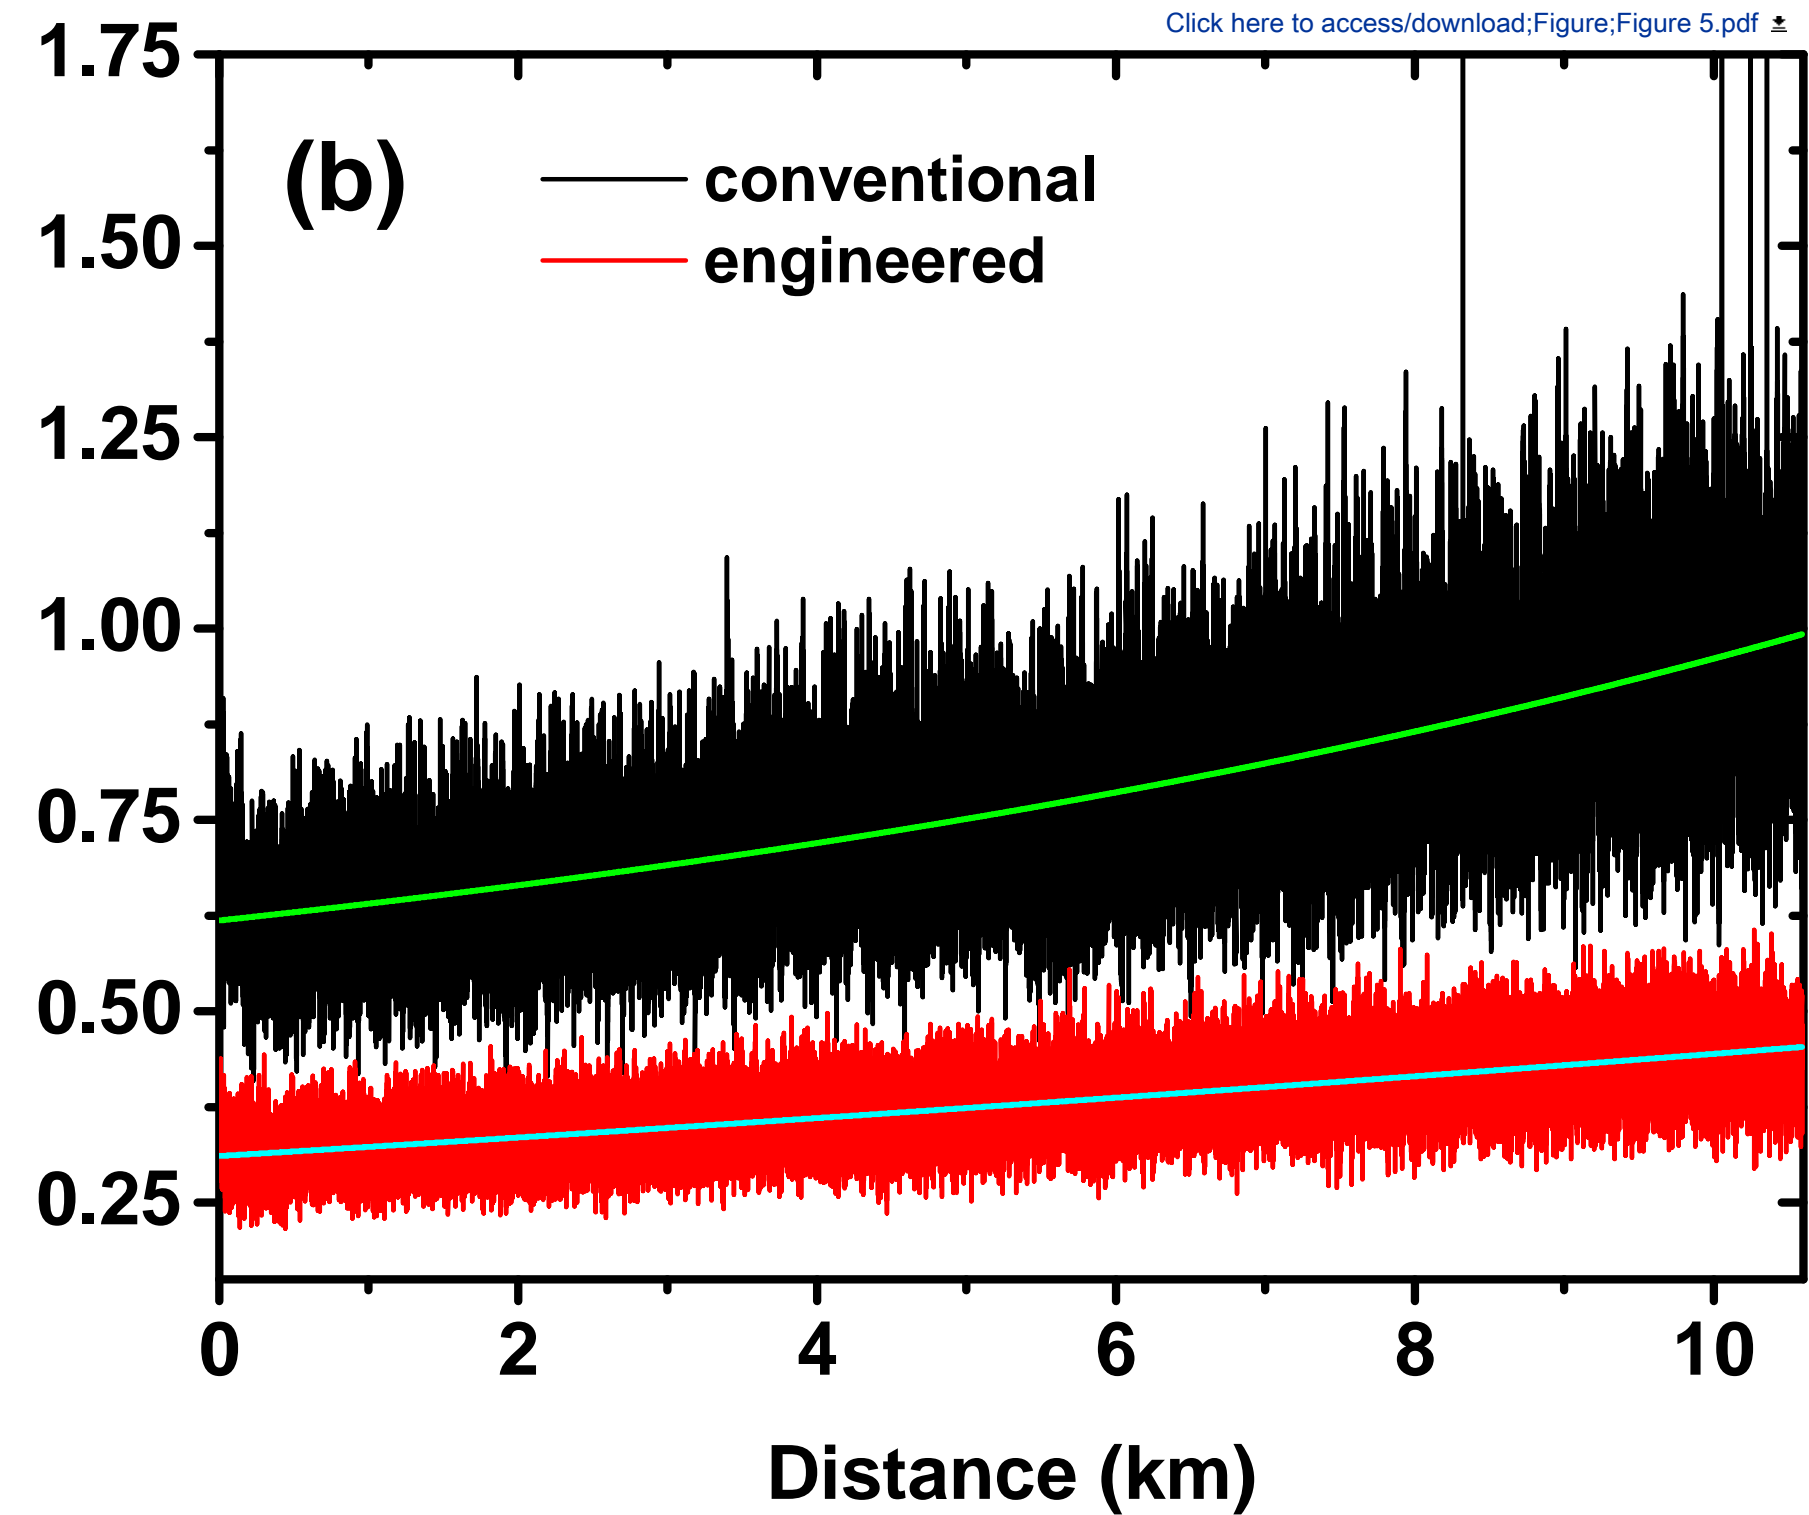 Click here to access/download;Figure;Figure 5.pdf
1.75
(b)
conventional
1.50
engineered
1.25
1.00
0.75
0.50
0.25
0 2 4 6 8 10
Distance (km)